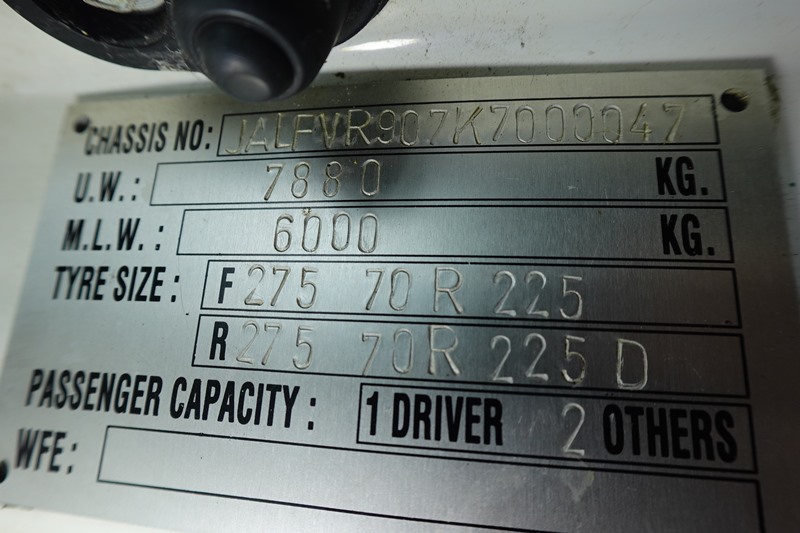 CHASSIS NO: JALFVR907K7000047
U.W.: 7880 KG.
M.L.W.: 6000 KG.
TYRE SIZE: F 275 70 R 225
R 275 70R 225 D
PASSENGER CAPACITY: 1 DRIVER 2 OTHERS
WFE: